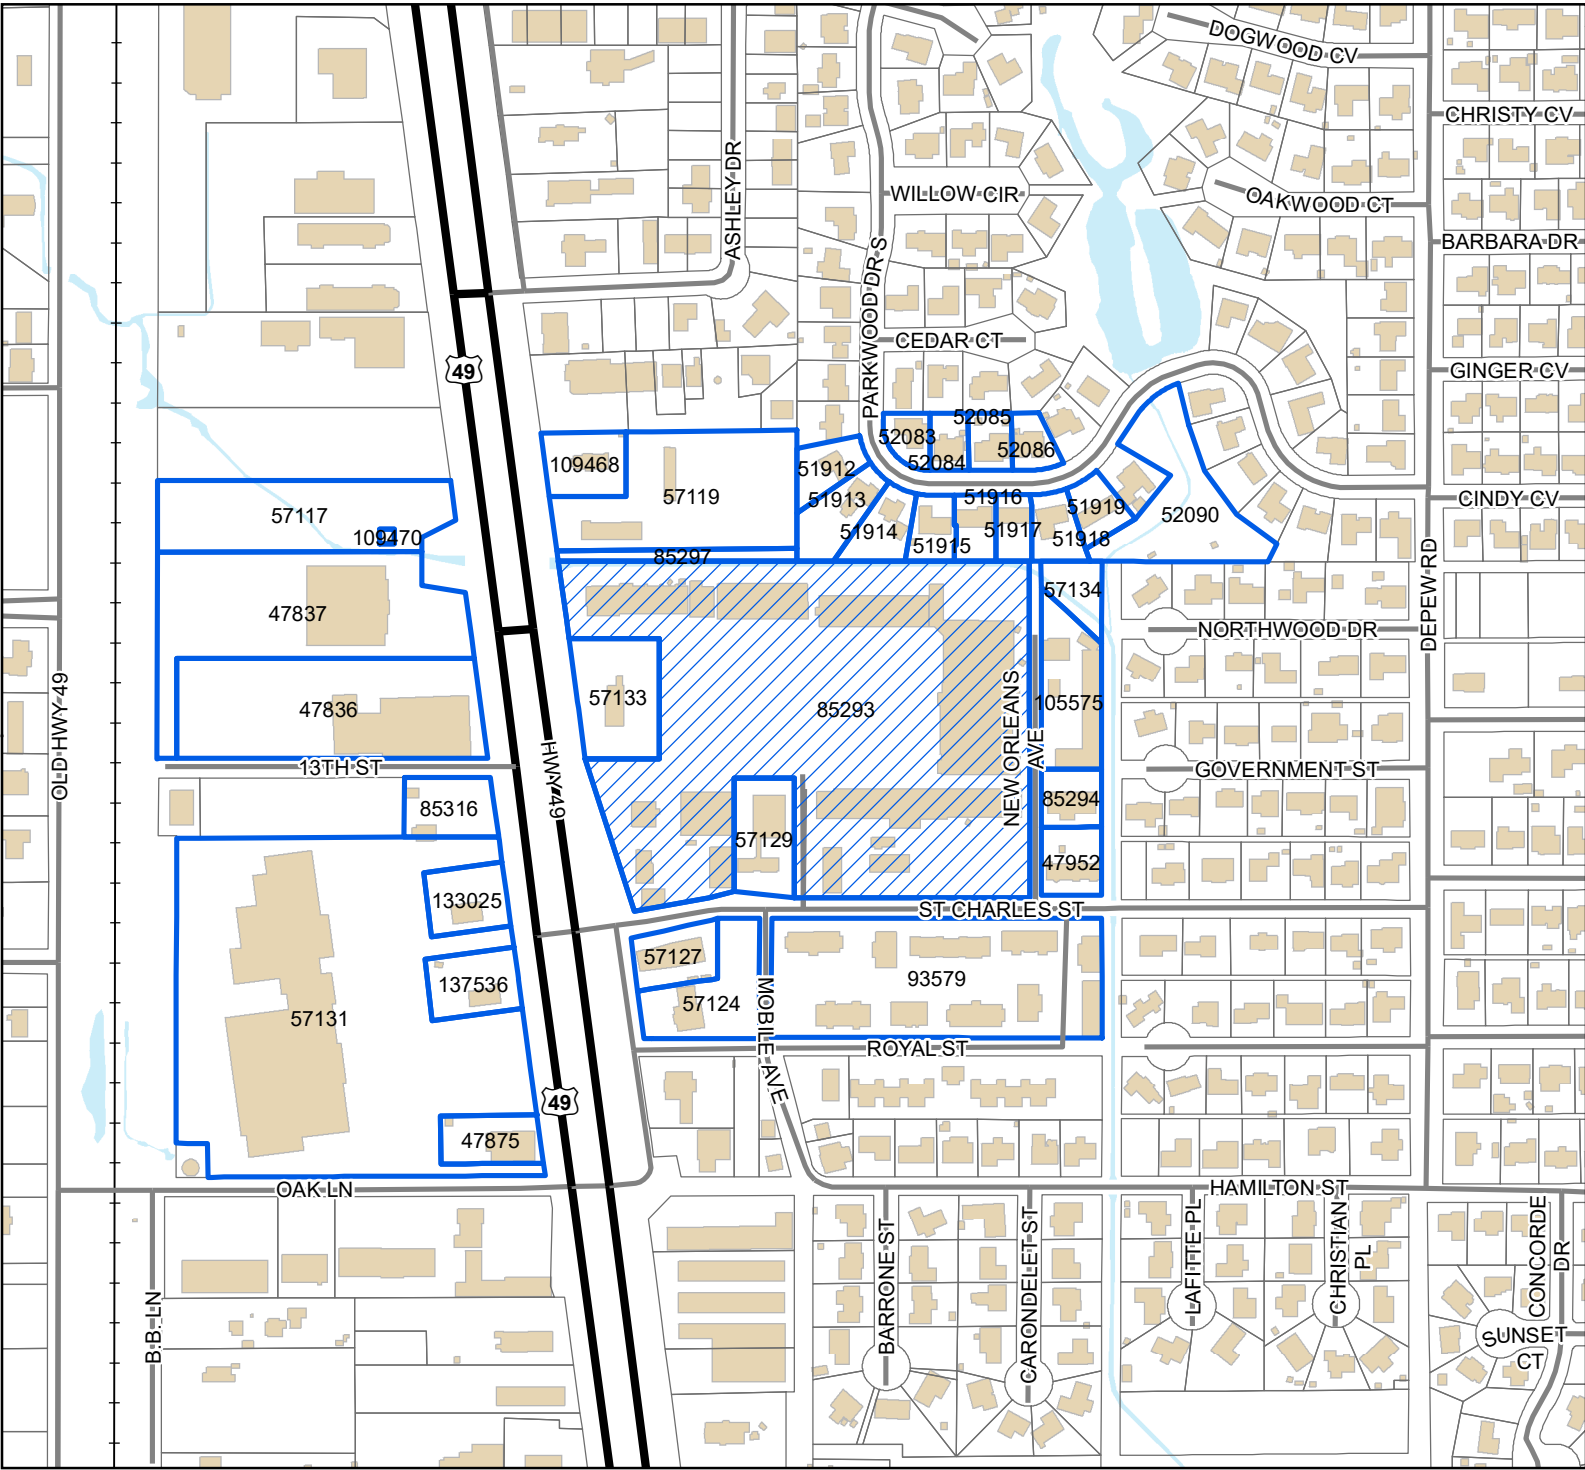 DOGWOOD CV
CHRISTY CV
ASHLEY DR
WILLOW CIR
OAKWOOD CT
BARBARA DR
PARKWOOD DR S
CEDAR CT
49
GINGER CV
52085
52083
52084
52086
109468
51912
57119
51913
51916
51919
CINDY CV
57117
109470
51914
51915
51917
51918
52090
85297
DEPEW RD
47837
57134
NORTHWOOD DR
OLD HWY 49
57133
85293
NEW ORLEANS
AVE
105575
47836
13TH ST
HWY 49
GOVERNMENT ST
85316
85294
57129
47952
133025
ST CHARLES ST
57127
137536
57124
93579
57131
MOBILE AVE
ROYAL ST
49
47875
OAK LN
HAMILTON ST
B.B. LN
BARRONE ST
CARONDELET ST
LAFITTE PL
CHRISTIAN
PL
CONCORDE
DR
SUNSET
CT